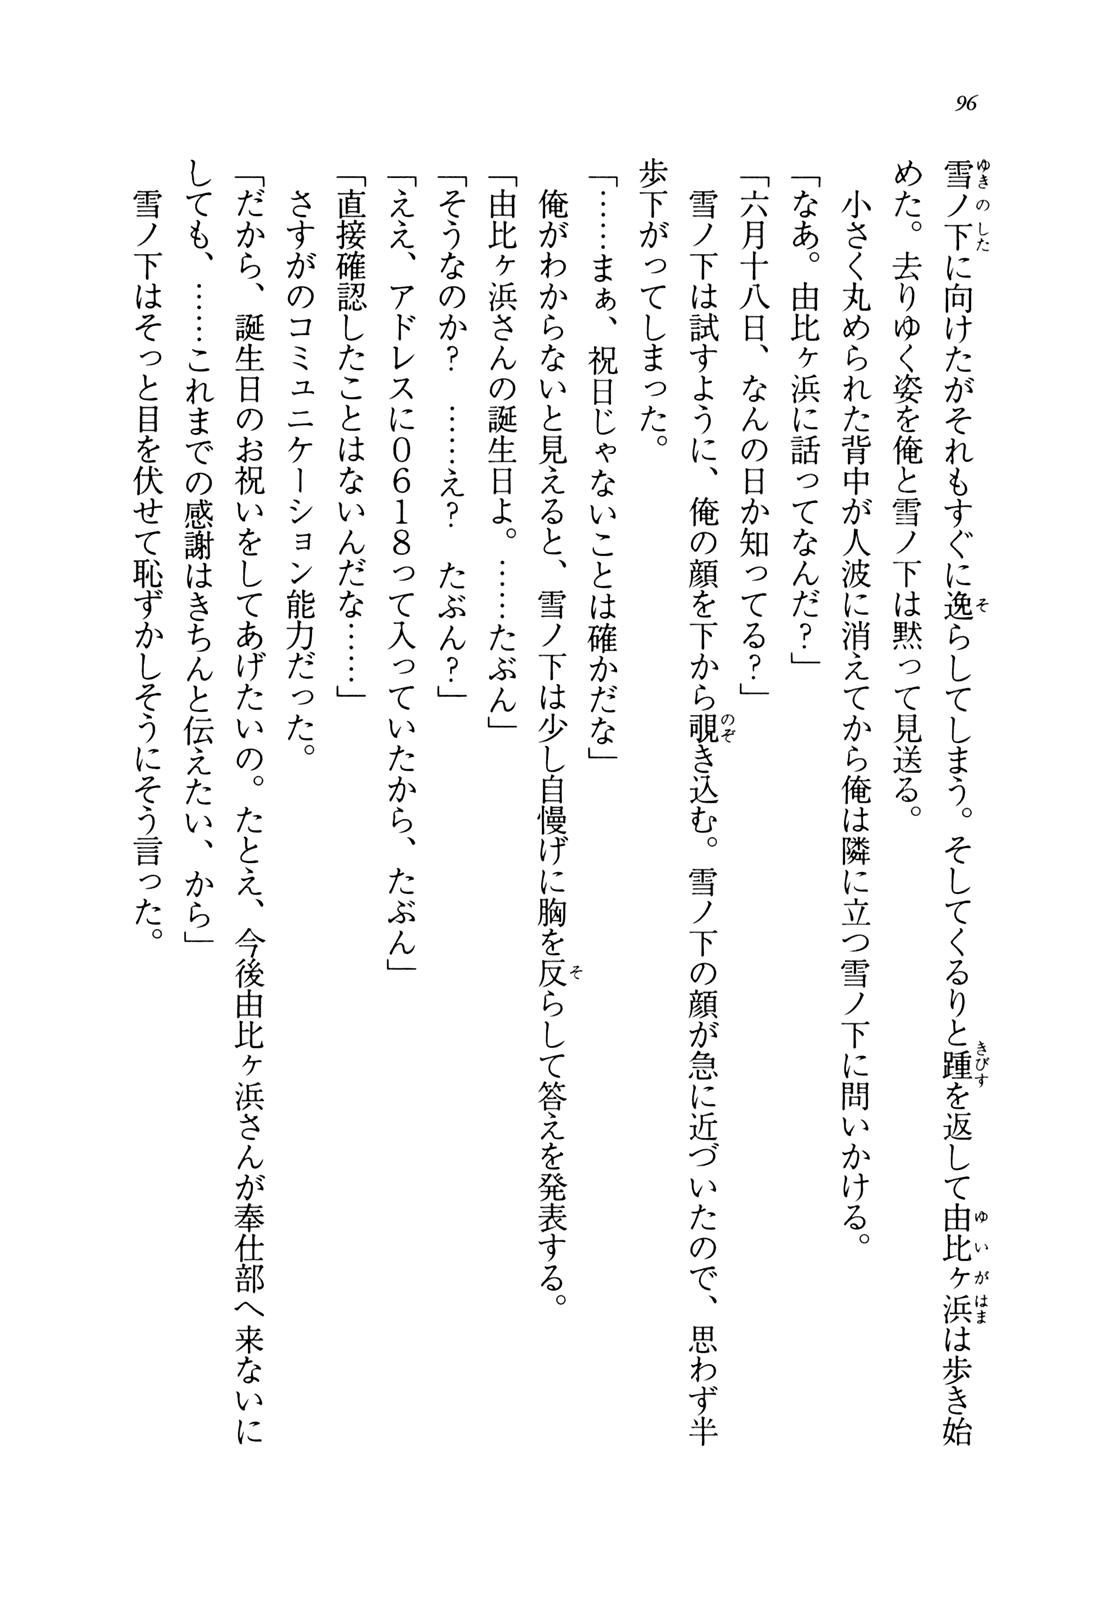 96
雪ノ下に向けたがそれもすぐに逸らしてしまう。そしてくるりと踵を返して由比ヶ浜は歩き始
めた。去りゆく姿を俺と雪ノ下は黙って見送る。
小さく丸められた背中が人波に消えてから俺は隣に立つ雪ノ下に問いかける。
「なあ。由比ヶ浜に話ってなんだ？」
「六月十八日、なんの日か知ってる？」
雪ノ下は試すように、俺の顔を下から覗き込む。雪ノ下の顔が急に近づいたので、思わず半
歩下がってしまった。
「……まぁ、祝日じゃないことは確かだな」
俺がわからないと見えると、雪ノ下は少し自慢げに胸を反らして答えを発表する。
「由比ヶ浜さんの誕生日よ。……たぶん」
「そうなのか？　……え？　たぶん？」
「ええ、アドレスに0618って入っていたから、たぶん」
「直接確認したことはないんだな……」
さすがのコミュニケーション能力だった。
「だから、誕生日のお祝いをしてあげたいの。たとえ、今後由比ヶ浜さんが奉仕部へ来ないに
しても、……これまでの感謝はきちんと伝えたい、から」
雪ノ下はそっと目を伏せて恥ずかしそうにそう言った。